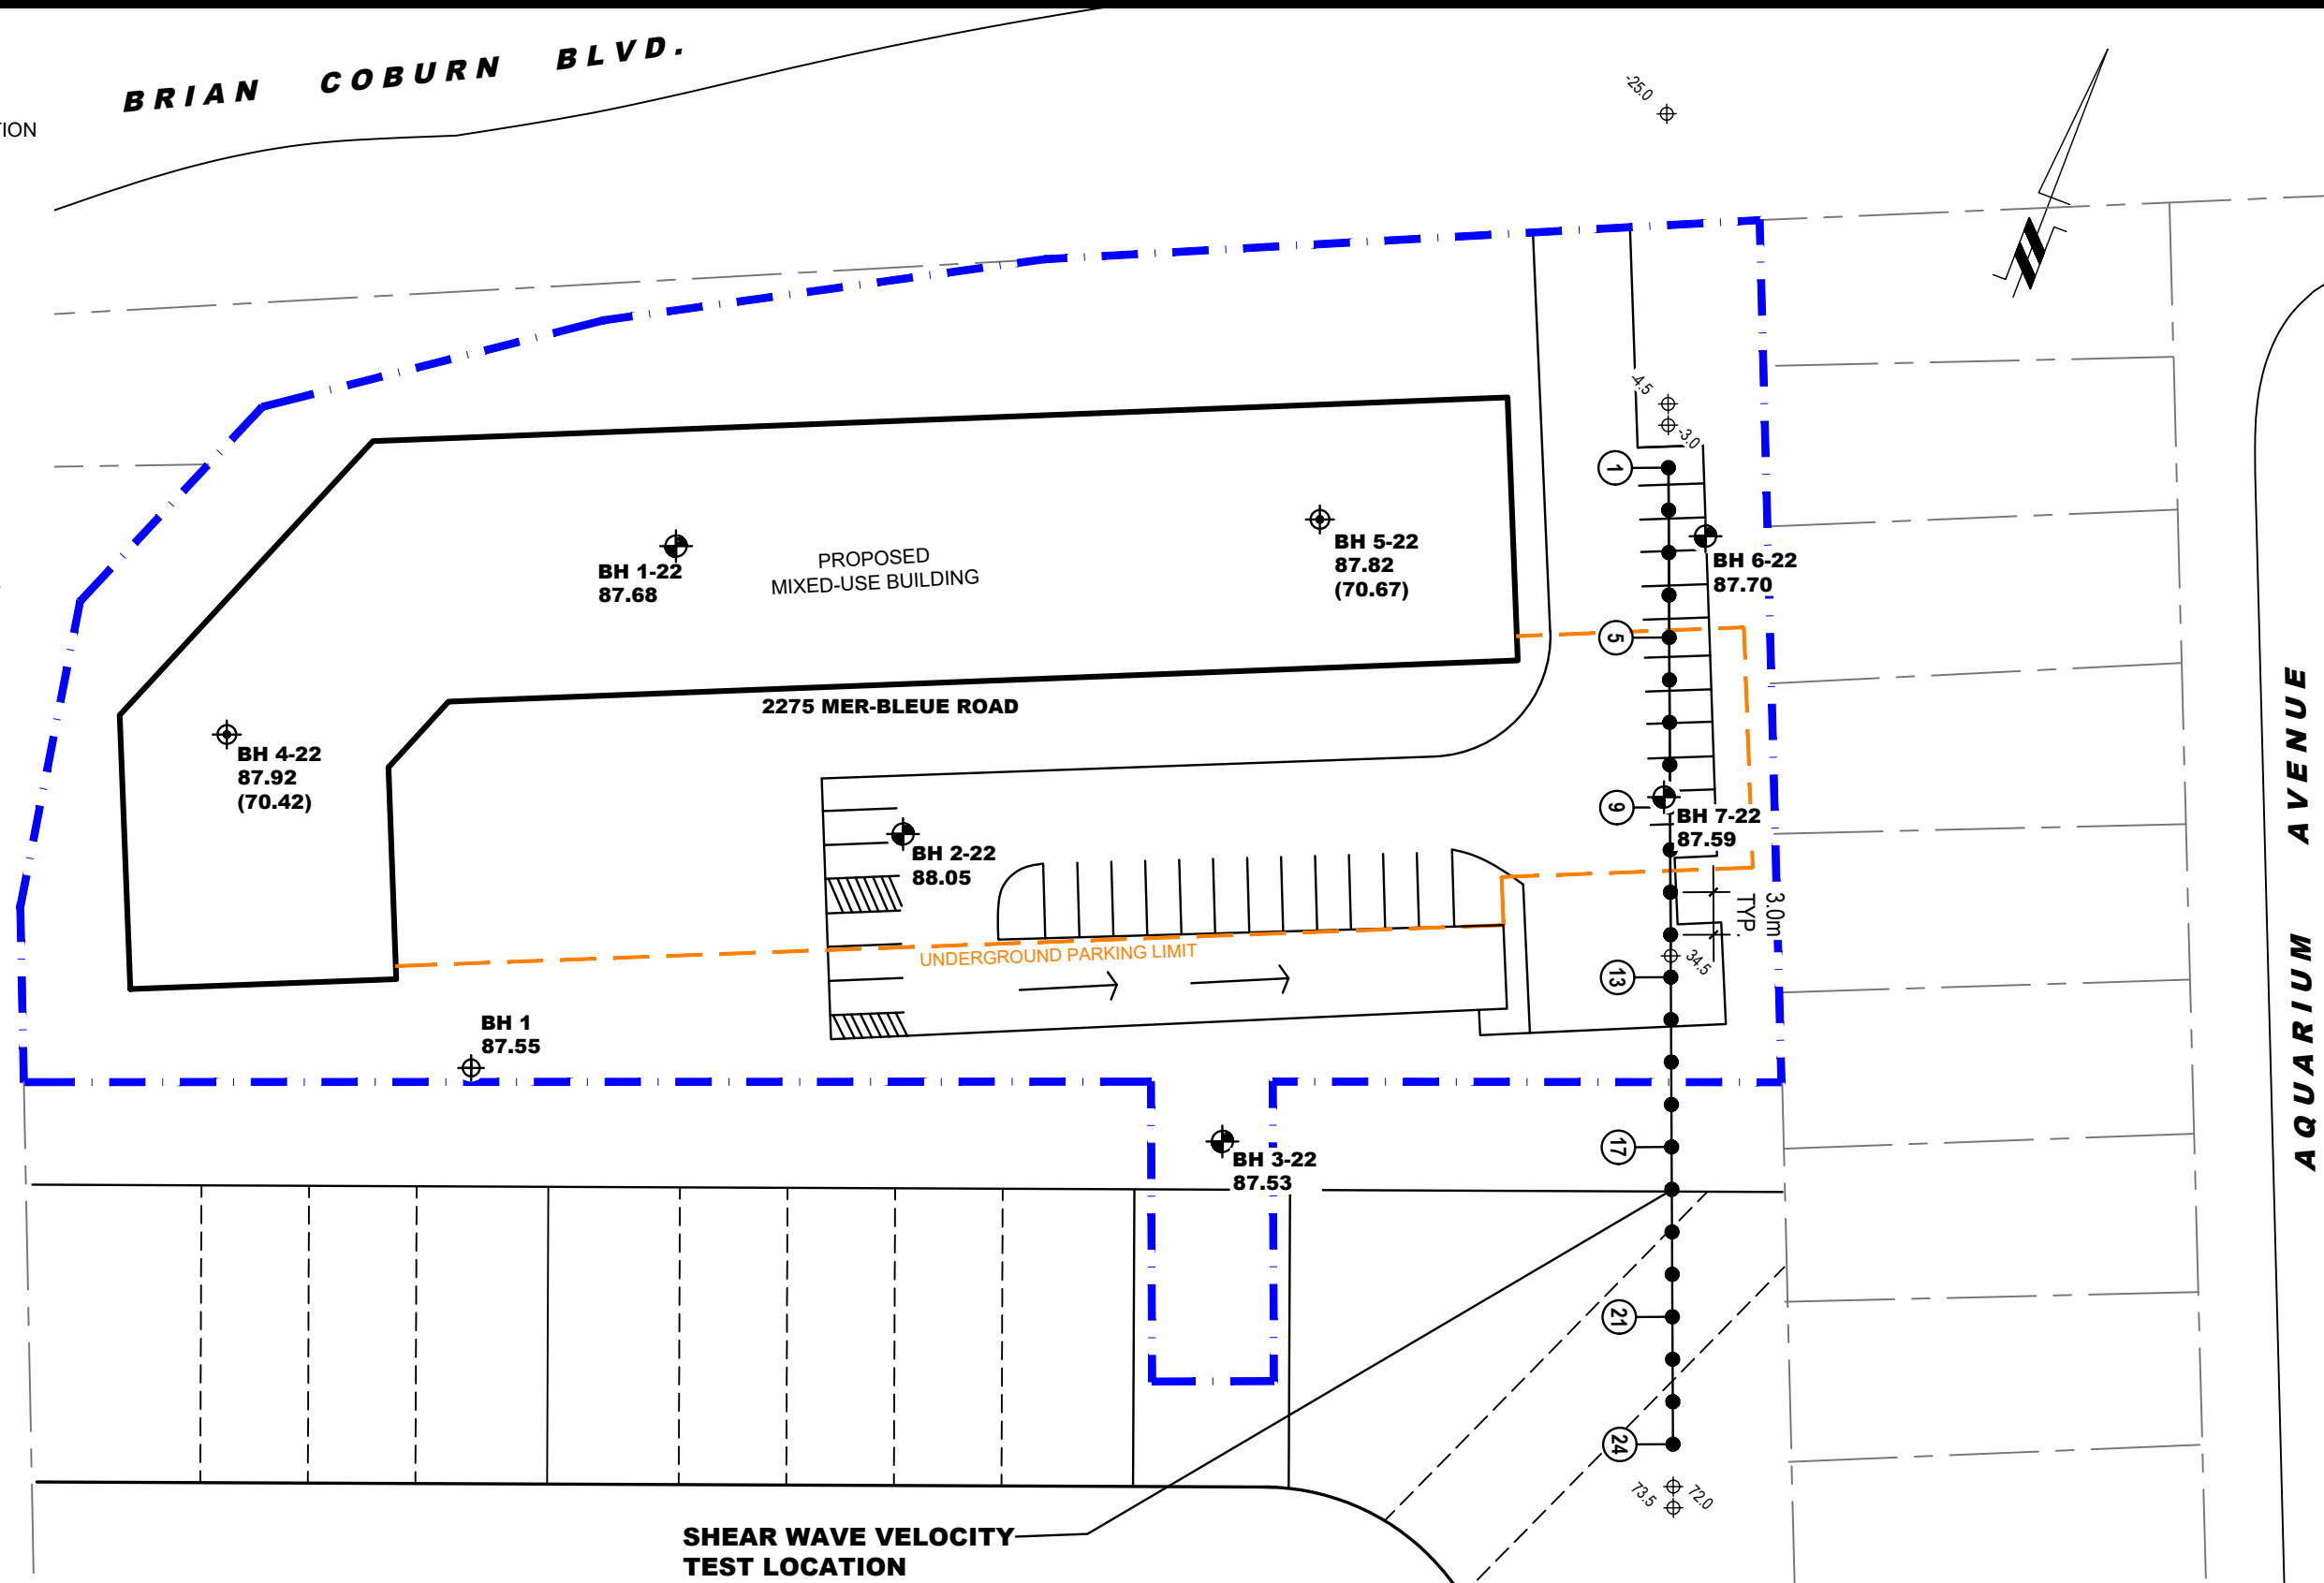 BRIAN COBURN BLVD.
TION
-25.0
-4.5
-3.0
1
BH 5-22
87.82
(70.67)
BH 6-22
87.70
PROPOSED
MIXED-USE BUILDING
BH 1-22
87.68
5
2275 MER-BLEUE ROAD
BH 4-22
87.92
(70.42)
9
BH 7-22
87.59
BH 2-22
88.05
3.0m
TYP
UNDERGROUND PARKING LIMIT
34.5
13
BH 1
87.55
AQUARIUM AVENUE
17
BH 3-22
87.53
21
24
73.5
72.0
SHEAR WAVE VELOCITY
TEST LOCATION